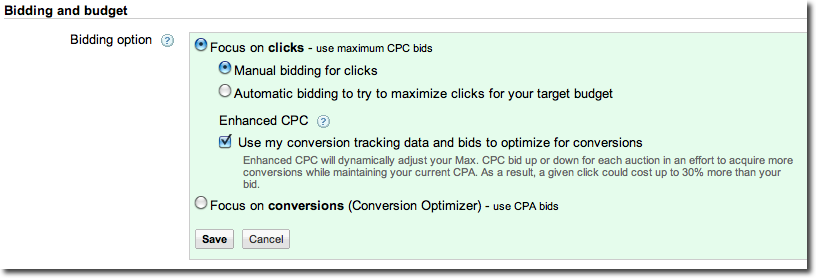 Bidding and budget
Bidding option ?
Focus on clicks - use maximum CPC bids
Manual bidding for clicks
Automatic bidding to try to maximize clicks for your target budget
Enhanced CPC ?
Use my conversion tracking data and bids to optimize for conversions
Enhanced CPC will dynamically adjust your Max. CPC bid up or down for each auction in an effort to acquire more
conversions while maintaining your current CPA. As a result, a given click could cost up to 30% more than your
bid.
Focus on conversions (Conversion Optimizer) - use CPA bids
Save Cancel